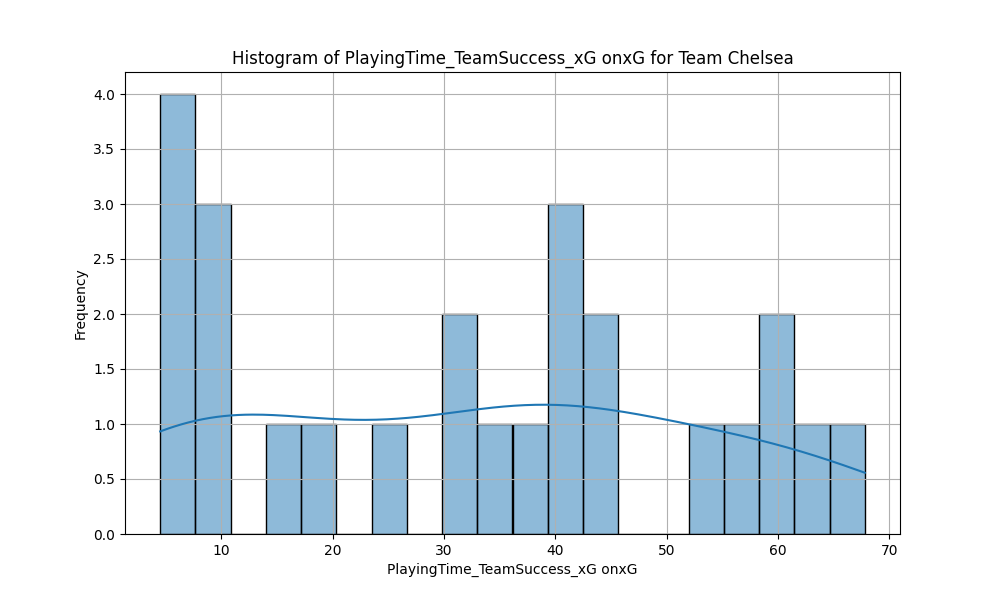 Histogram of PlayingTime_TeamSuccess_xG onxG for Team Chelsea
Frequency
4.0
3.5
3.0
2.5
2.0
1.5
1.0
0.5
0.0
10 20 30 40 50 60 70
PlayingTime_TeamSuccess_xG onxG